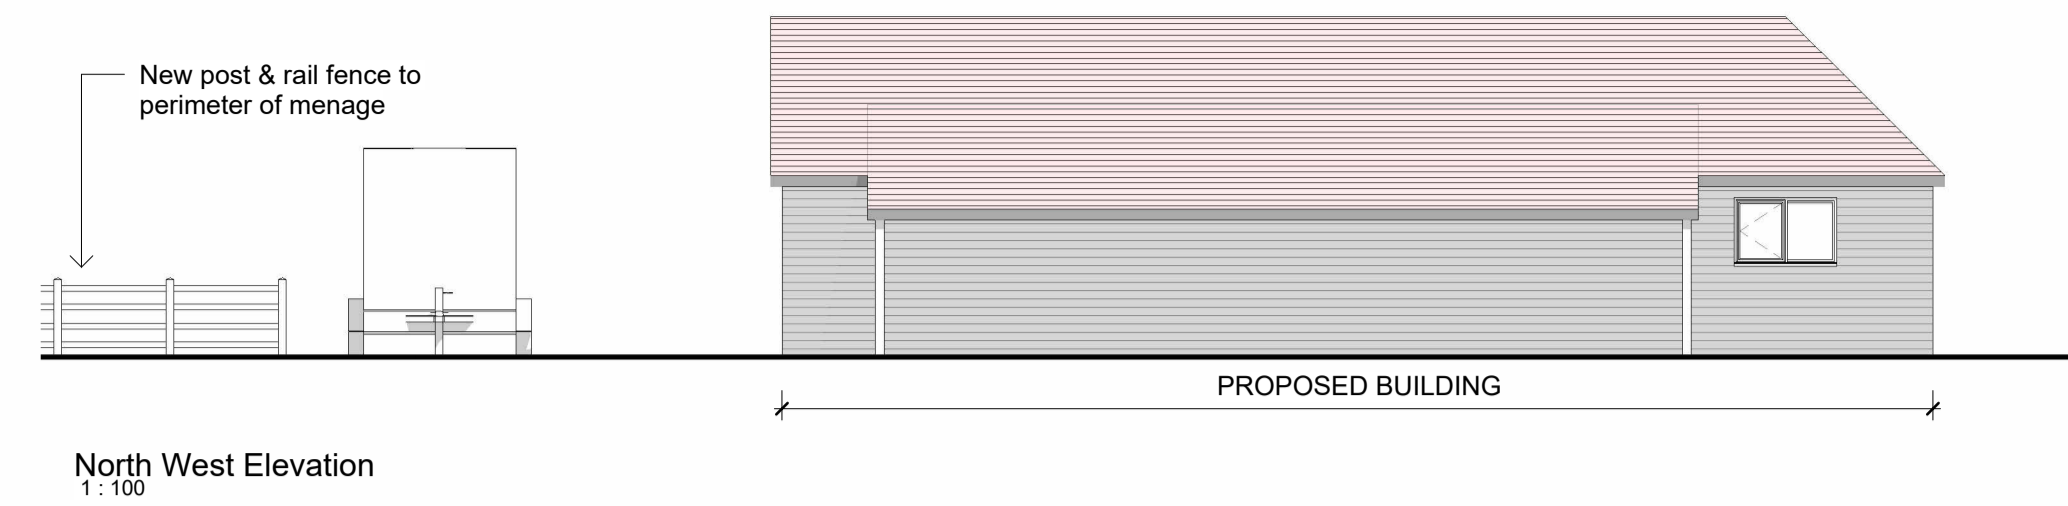 New post & rail fence to
perimeter of menage
PROPOSED BUILDING
North West Elevation
1 : 100